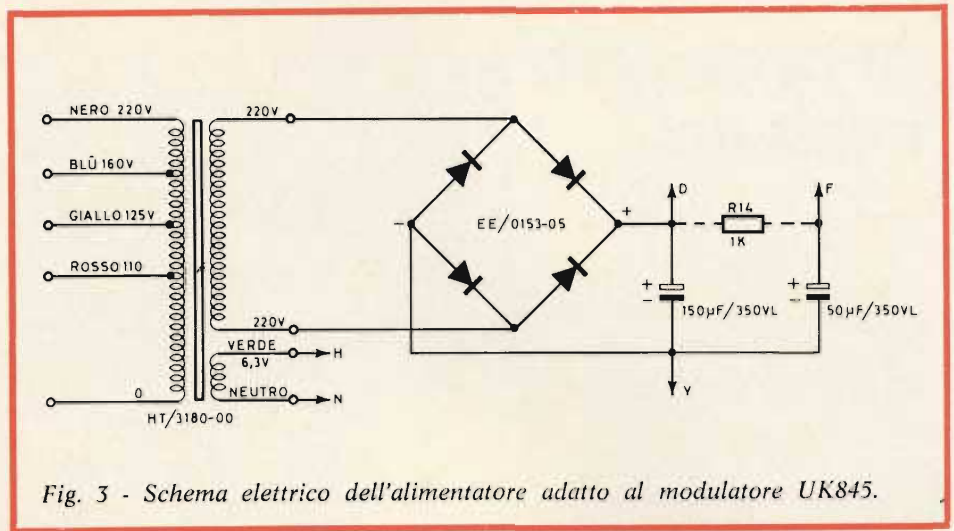 NERO 220V
BLÛ 160V
GIALLO 125V
ROSSO 110
0
HT/3180-00
220V
220V
VERDE
6,3V
H
NEUTRO
N
EE/0153-05
-
+
D
R14
1K
F
+
-
150µF/350VL
+
-
50µF/350VL
Y
Fig. 3 - Schema elettrico dell'alimentatore adatto al modulatore UK845.